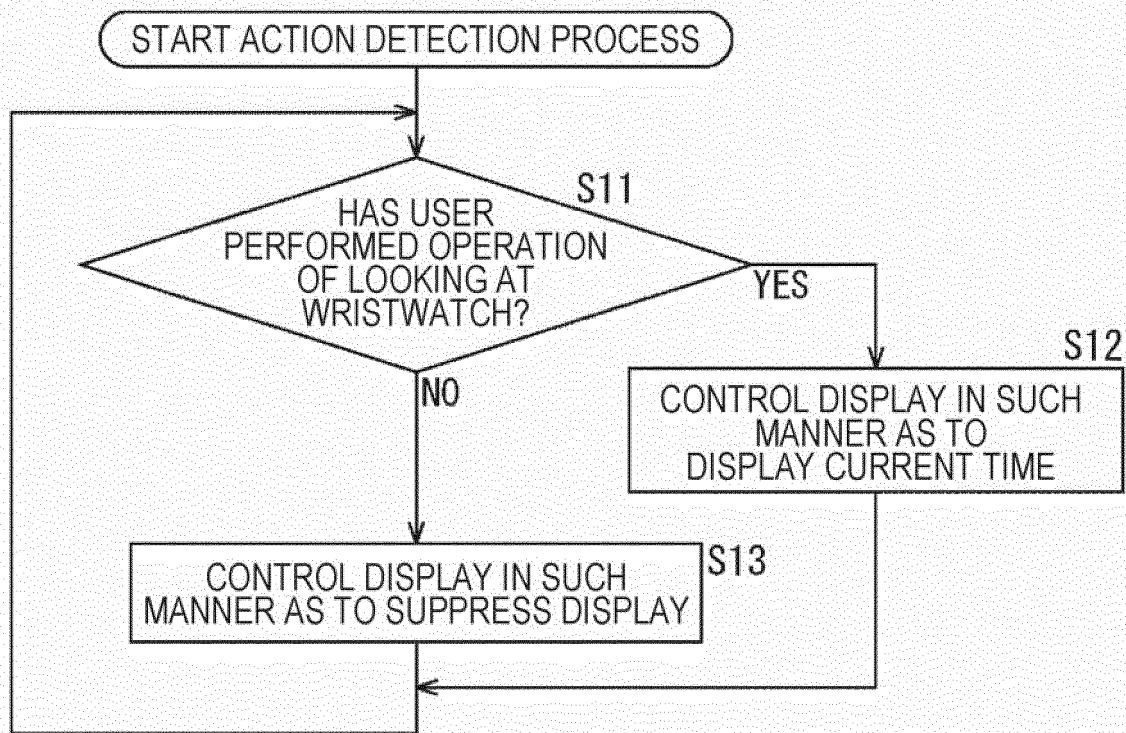 START ACTION DETECTION PROCESS
S11
HAS USER
PERFORMED OPERATION
OF LOOKING AT
WRISTWATCH?
YES
NO
S12
CONTROL DISPLAY IN SUCH
MANNER AS TO
DISPLAY CURRENT TIME
S13
CONTROL DISPLAY IN SUCH
MANNER AS TO SUPPRESS DISPLAY